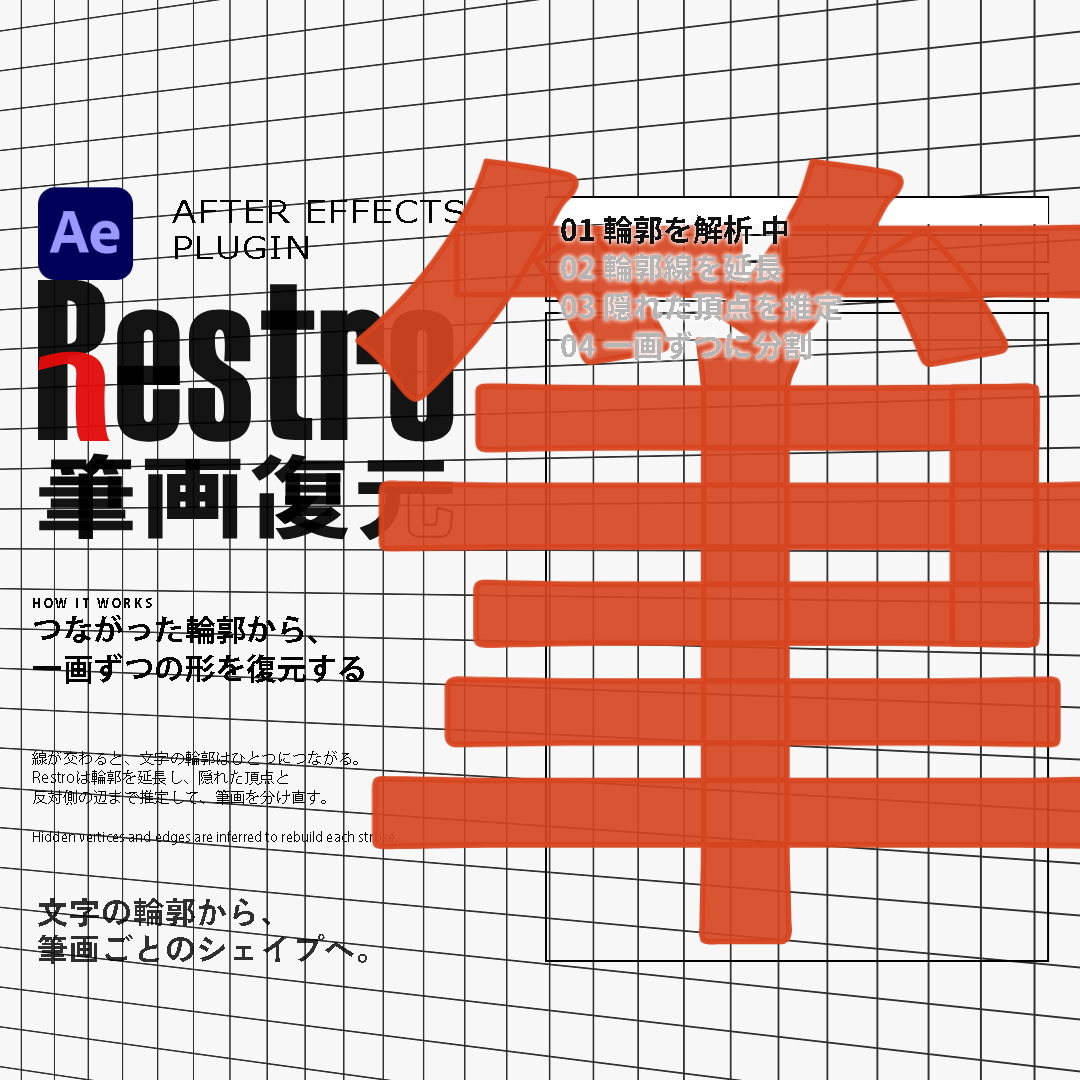 Ae
AFTER EFFECTS
PLUGIN
Restro
筆画復元
01 輪郭を解析中
02 輪郭線を延長
03 隠れた頂点を推定
04 一画ずつに分割
筆
HOW IT WORKS
つながった輪郭から、
一画ずつの形を復元する
線が交わると、文字の輪郭はひとつにつながる。
Restroは輪郭を延長し、隠れた頂点と
反対側の辺まで推定して、筆画を分け直す。
Hidden vertices and edges are inferred to rebuild each stroke.
文字の輪郭から、
筆画ごとのシェイプへ。